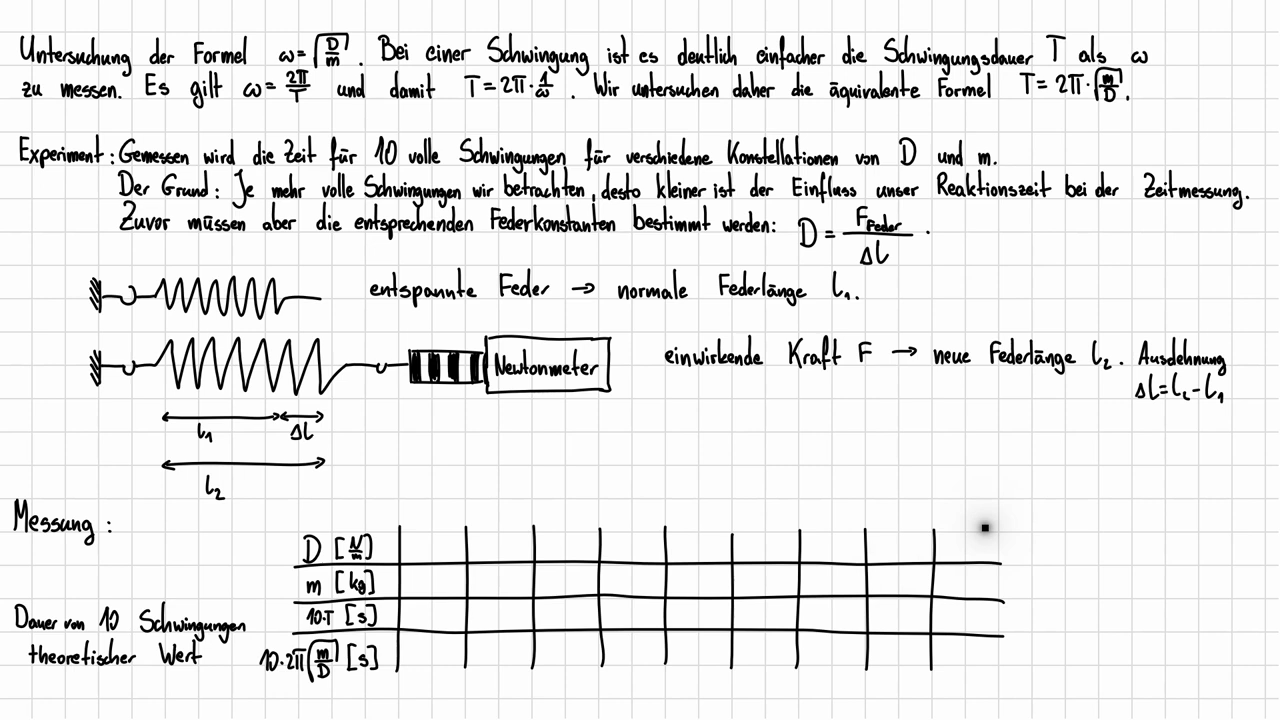 Untersuchung der Formel ω=√(D/m). Bei einer Schwingung ist es deutlich einfacher die Schwingungsdauer T als ω
zu messen. Es gilt ω=2π/T und damit T=2π·1/ω. Wir untersuchen daher die äquivalente Formel T=2π·√(m/D).
Experiment: Gemessen wird die Zeit für 10 volle Schwingungen für verschiedene Konstellationen von D und m.
Der Grund: Je mehr volle Schwingungen wir betrachten, desto kleiner ist der Einfluss unser Reaktionszeit bei der Zeitmessung.
Zuvor müssen aber die entsprechenden Federkonstanten bestimmt werden: D = F_Feder/Δl.
entspannte Feder → normale Federlänge l₁.
Newtonmeter
einwirkende Kraft F → neue Federlänge l₂. Ausdehnung
Δl=l₂-l₁
l₁ Δl
l₂
Messung:
D [N/m]
m [kg]
Dauer von 10 Schwingungen 10·T [s]
theoretischer Wert 10·2π√(m/D) [s]